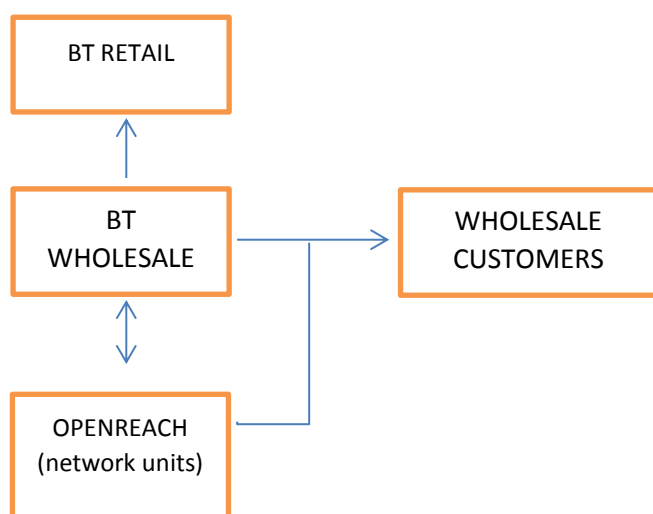 BT RETAIL
BT
WHOLESALE
WHOLESALE
CUSTOMERS
OPENREACH
(network units)